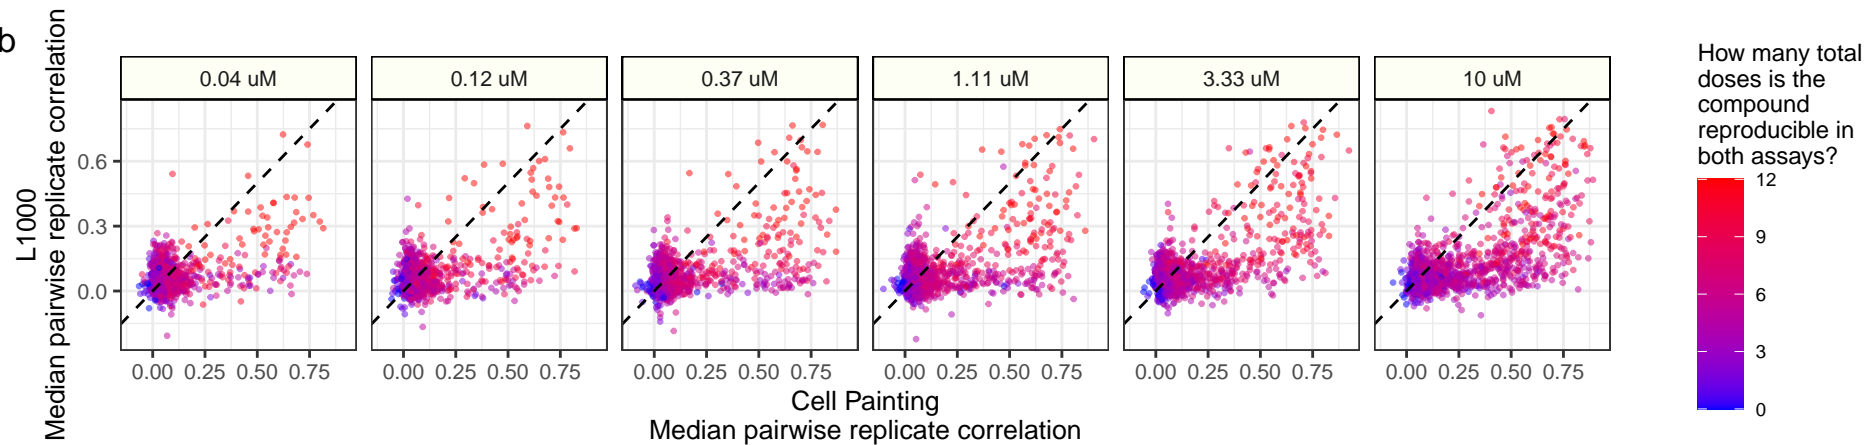 b
L1000
Median pairwise replicate correlation
0.04 uM
0.12 uM
0.37 uM
1.11 uM
3.33 uM
10 uM
0.6
0.3
0.0
0.00 0.25 0.50 0.75
0.00 0.25 0.50 0.75
0.00 0.25 0.50 0.75
0.00 0.25 0.50 0.75
0.00 0.25 0.50 0.75
0.00 0.25 0.50 0.75
Cell Painting
Median pairwise replicate correlation
How many total
doses is the
compound
reproducible in
both assays?
12
9
6
3
0